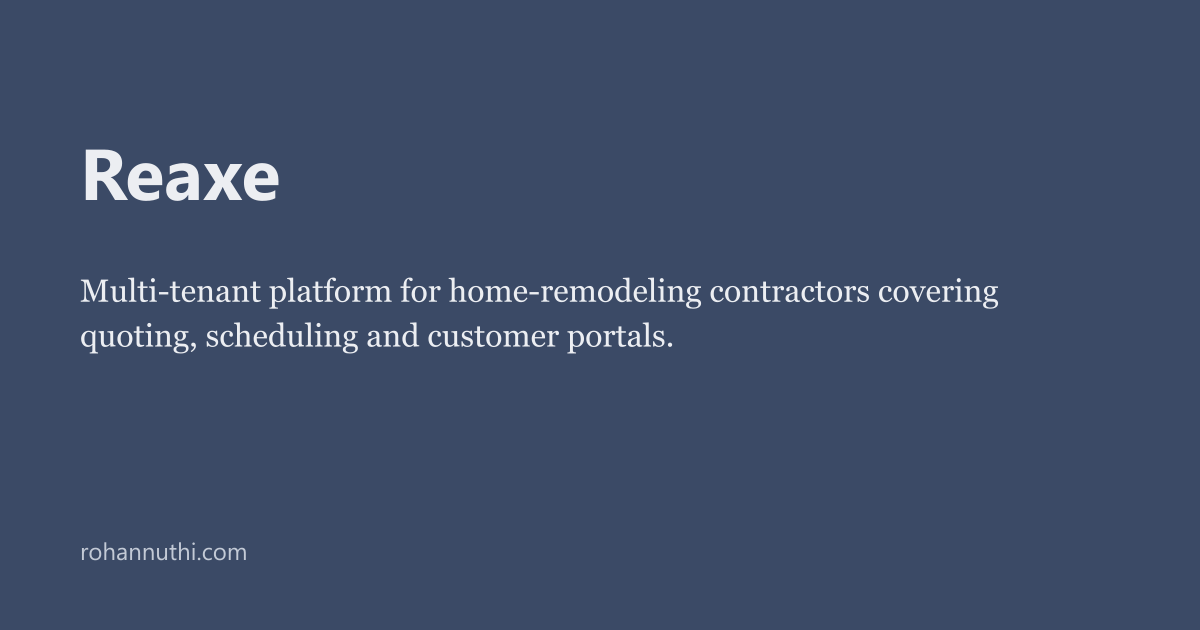 Reaxe
Multi-tenant platform for home-remodeling contractors covering
quoting, scheduling and customer portals.
rohannuthi.com